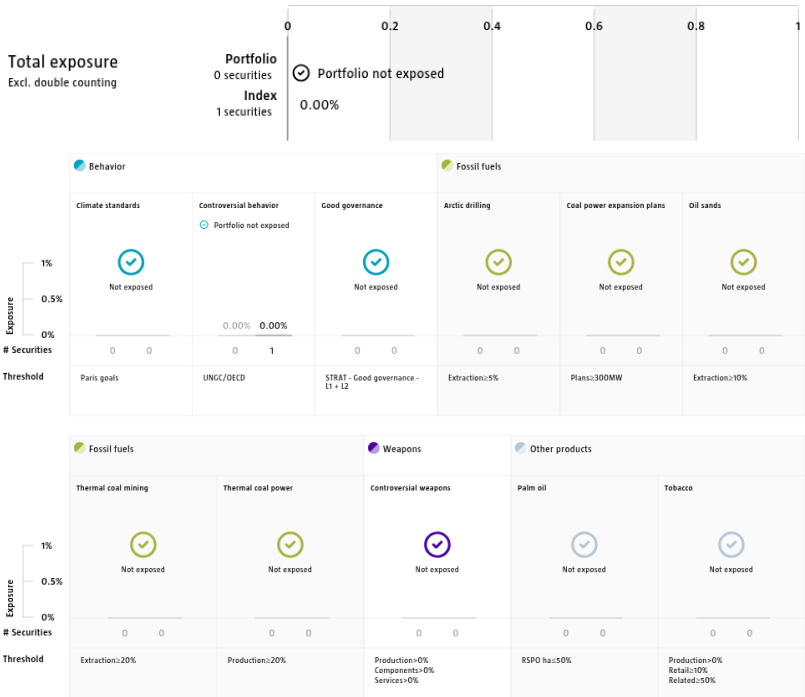 0 0.2 0.4 0.6 0.8 1
Total exposure
Excl. double counting
Portfolio
0 securities
Portfolio not exposed
Index
1 securities
0.00%
Behavior
Fossil fuels
Climate standards
Controversial behavior
Good governance
Arctic drilling
Coal power expansion plans
Oil sands
Portfolio not exposed
Not exposed
Not exposed
Not exposed
Not exposed
Not exposed
Exposure
1%
0.5%
0%
0.00% 0.00%
# Securities
0 0
0 1
0 0
0 0
0 0
0 0
Threshold
Paris goals
UNGC/OECD
STRAT - Good governance -
L1 + L2
Extraction≥5%
Plans≥300MW
Extraction≥10%
Fossil fuels
Weapons
Other products
Thermal coal mining
Thermal coal power
Controversial weapons
Palm oil
Tobacco
Not exposed
Not exposed
Not exposed
Not exposed
Not exposed
Exposure
1%
0.5%
0%
# Securities
0 0
0 0
0 0
0 0
0 0
Threshold
Extraction≥20%
Production≥20%
Production>0%
Components>0%
Services>0%
RSPO ha≤50%
Production>0%
Retail≥10%
Related≥50%